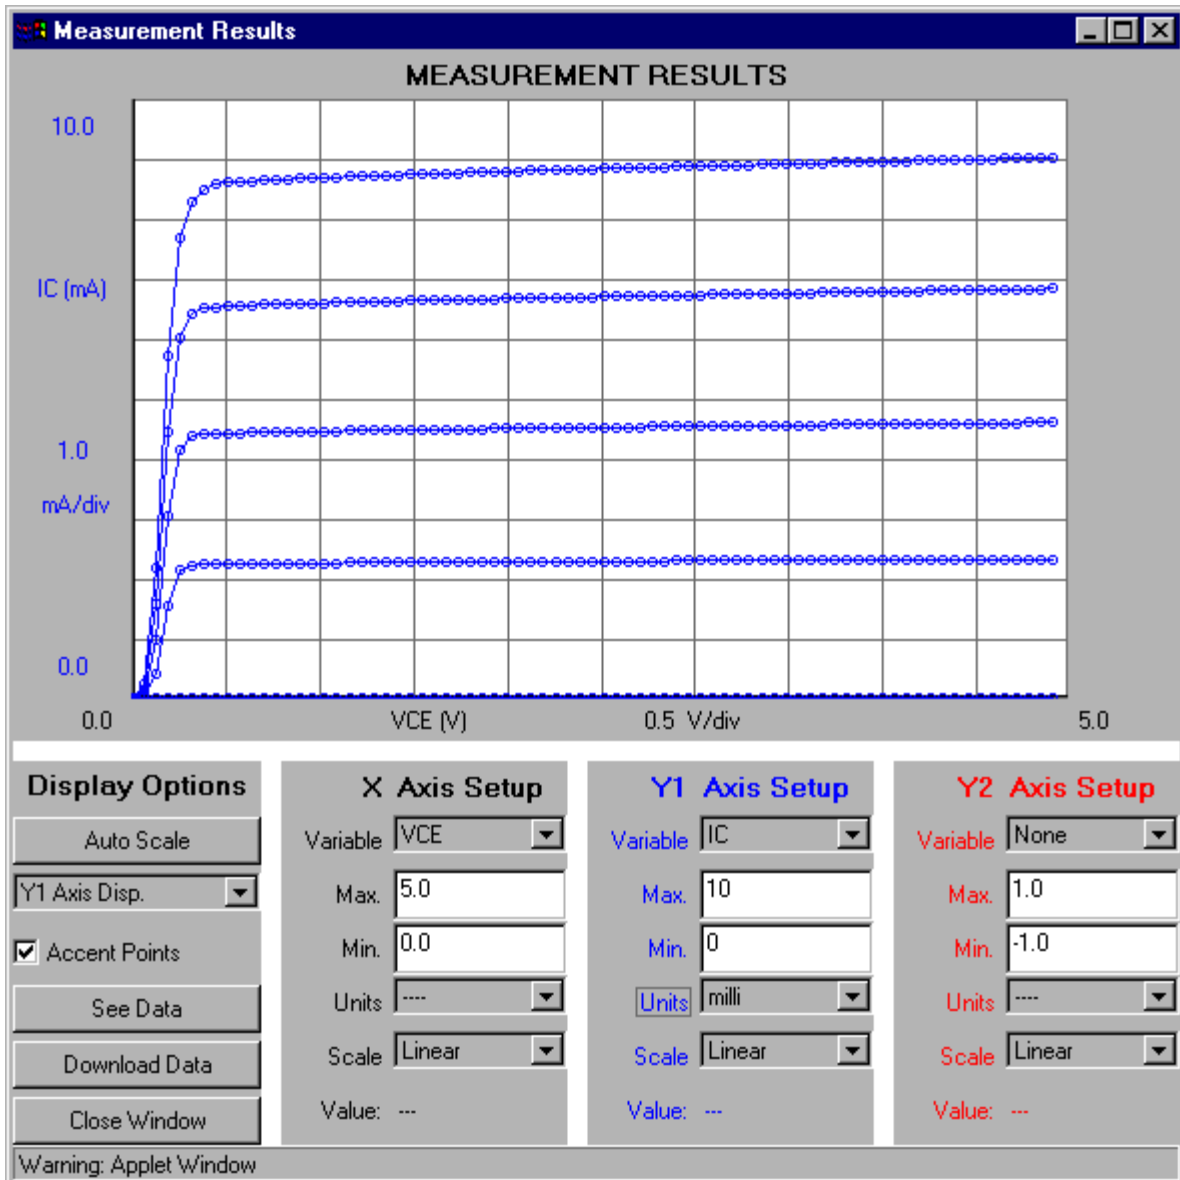 Measurement Results
MEASUREMENT RESULTS
10.0
IC (mA)
1.0
mA/div
0.0
0.0 VCE (V) 0.5 V/div 5.0
Display Options
Auto Scale
Y1 Axis Disp.
Accent Points
See Data
Download Data
Close Window
X Axis Setup
Variable VCE
Max. 5.0
Min. 0.0
Units ----
Scale Linear
Value: ---
Y1 Axis Setup
Variable IC
Max. 10
Min. 0
Units milli
Scale Linear
Value: ---
Y2 Axis Setup
Variable None
Max. 1.0
Min. -1.0
Units ----
Scale Linear
Value: ---
Warning: Applet Window